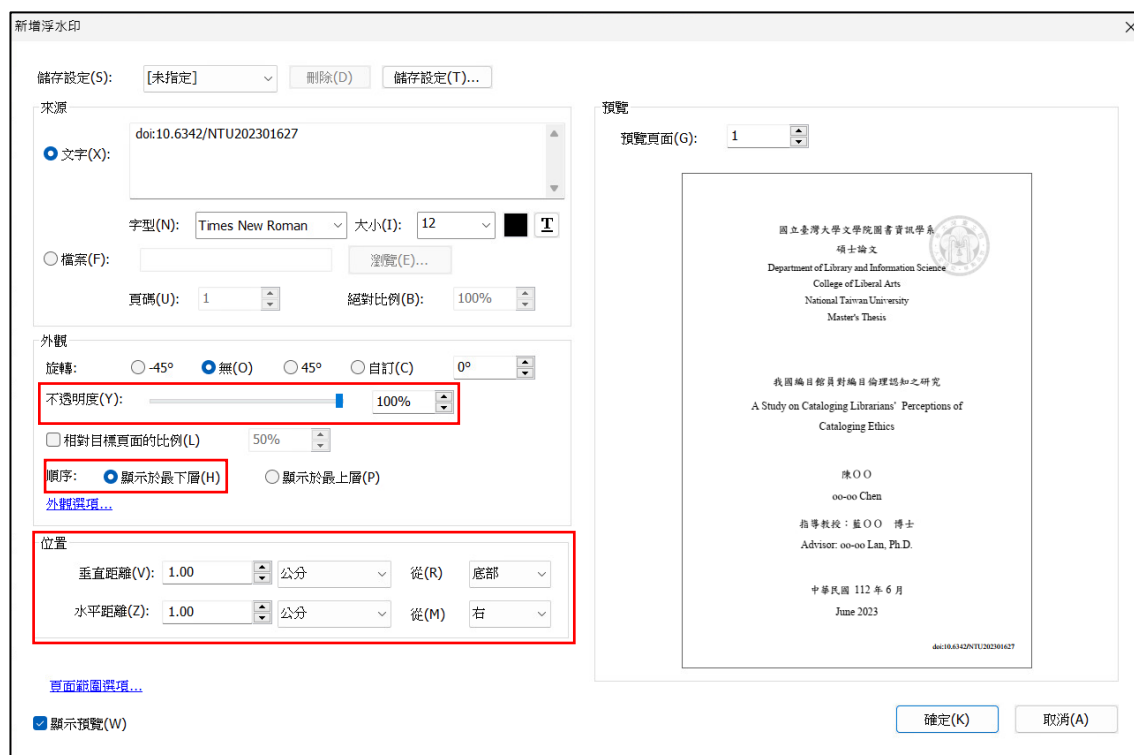 新增浮水印
儲存設定(S): [未指定] 刪除(D) 儲存設定(T)...
來源
文字(X): doi:10.6342/NTU202301627
字型(N): Times New Roman 大小(I): 12 T
檔案(F): 瀏覽(E)...
頁碼(U): 1 絕對比例(B): 100%
外觀
旋轉: -45° 無(O) 45° 自訂(C) 0°
不透明度(Y): 100%
相對目標頁面的比例(L) 50%
順序: 顯示於最下層(H) 顯示於最上層(P)
外觀選項...
位置
垂直距離(V): 1.00 公分 從(R) 底部
水平距離(Z): 1.00 公分 從(M) 右
頁面範圍選項...
顯示預覽(W)
預覽
預覽頁面(G): 1
國立臺灣大學文學院圖書資訊學系
碩士論文
Department of Library and Information Science
College of Liberal Arts
National Taiwan University
Master's Thesis
我國編目館員對編目倫理認知之研究
A Study on Cataloging Librarians' Perceptions of
Cataloging Ethics
陳OO
oo-oo Chen
指導教授：藍OO 博士
Advisor: oo-oo Lan, Ph.D.
中華民國 112 年 6 月
June 2023
doi:10.6342/NTU202301627
確定(K) 取消(A)